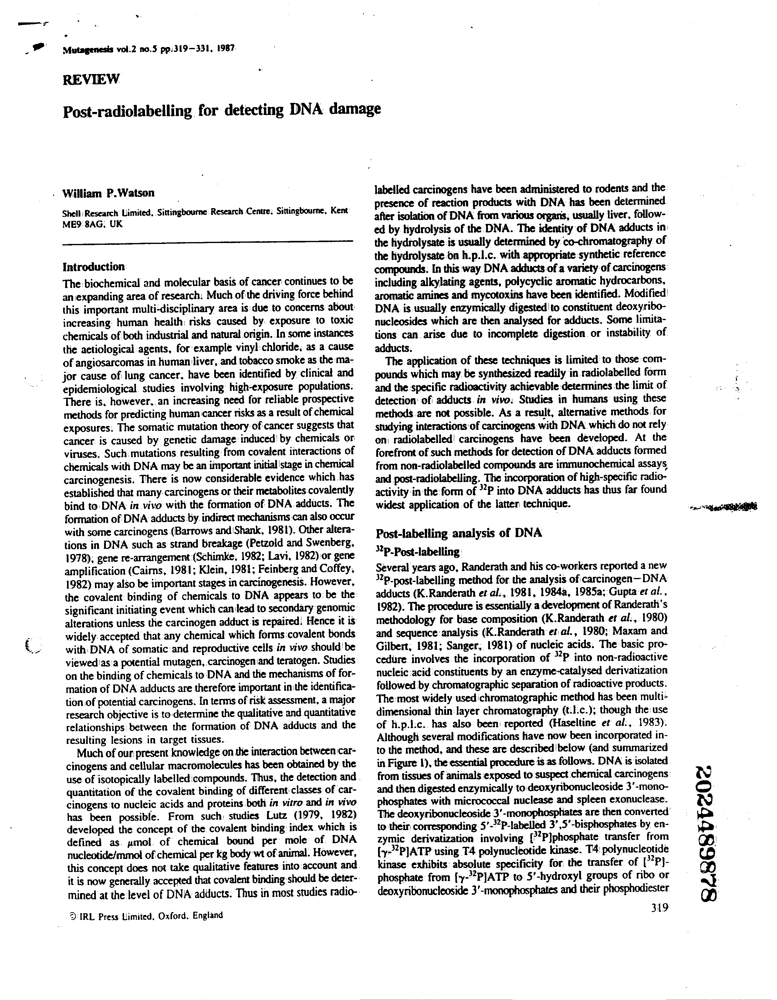 Mutagenesis vol.2 no.5 pp.319–331, 1987
REVIEW
Post-radiolabelling for detecting DNA damage
William P.Watson
Shell Research Limited, Sittingbourne Research Centre, Sittingbourne, Kent
ME9 8AG, UK
Introduction
The biochemical and molecular basis of cancer continues to be
an expanding area of research. Much of the driving force behind
this important multi-disciplinary area is due to concerns about
increasing human health risks caused by exposure to toxic
chemicals of both industrial and natural origin. In some instances
the aetiological agents, for example vinyl chloride, as a cause
of angiosarcomas in human liver, and tobacco smoke as the ma-
jor cause of lung cancer, have been identified by clinical and
epidemiological studies involving high-exposure populations.
There is, however, an increasing need for reliable prospective
methods for predicting human cancer risks as a result of chemical
exposures. The somatic mutation theory of cancer suggests that
cancer is caused by genetic damage induced by chemicals or
viruses. Such mutations resulting from covalent interactions of
chemicals with DNA may be an important initial stage in chemical
carcinogenesis. There is now considerable evidence which has
established that many carcinogens or their metabolites covalently
bind to DNA in vivo with the formation of DNA adducts. The
formation of DNA adducts by indirect mechanisms can also occur
with some carcinogens (Barrows and Shank, 1981). Other altera-
tions in DNA such as strand breakage (Petzold and Swenberg,
1978), gene re-arrangement (Schimke, 1982; Lavi, 1982) or gene
amplification (Cairns, 1981; Klein, 1981; Feinberg and Coffey,
1982) may also be important stages in carcinogenesis. However,
the covalent binding of chemicals to DNA appears to be the
significant initiating event which can lead to secondary genomic
alterations unless the carcinogen adduct is repaired. Hence it is
widely accepted that any chemical which forms covalent bonds
with DNA of somatic and reproductive cells in vivo should be
viewed as a potential mutagen, carcinogen and teratogen. Studies
on the binding of chemicals to DNA and the mechanisms of for-
mation of DNA adducts are therefore important in the identifica-
tion of potential carcinogens. In terms of risk assessment, a major
research objective is to determine the qualitative and quantitative
relationships between the formation of DNA adducts and the
resulting lesions in target tissues.
Much of our present knowledge on the interaction between car-
cinogens and cellular macromolecules has been obtained by the
use of isotopically labelled compounds. Thus, the detection and
quantitation of the covalent binding of different classes of car-
cinogens to nucleic acids and proteins both in vitro and in vivo
has been possible. From such studies Lutz (1979, 1982)
developed the concept of the covalent binding index which is
defined as μmol of chemical bound per mole of DNA
nucleotide/mmol of chemical per kg body wt of animal. However,
this concept does not take qualitative features into account and
it is now generally accepted that covalent binding should be deter-
mined at the level of DNA adducts. Thus in most studies radio-
© IRL Press Limited, Oxford, England
labelled carcinogens have been administered to rodents and the
presence of reaction products with DNA has been determined
after isolation of DNA from various organs, usually liver, follow-
ed by hydrolysis of the DNA. The identity of DNA adducts in
the hydrolysate is usually determined by co-chromatography of
the hydrolysate on h.p.l.c. with appropriate synthetic reference
compounds. In this way DNA adducts of a variety of carcinogens
including alkylating agents, polycyclic aromatic hydrocarbons,
aromatic amines and mycotoxins have been identified. Modified
DNA is usually enzymically digested to constituent deoxyribo-
nucleosides which are then analysed for adducts. Some limita-
tions can arise due to incomplete digestion or instability of
adducts.
The application of these techniques is limited to those com-
pounds which may be synthesized readily in radiolabelled form
and the specific radioactivity achievable determines the limit of
detection of adducts in vivo. Studies in humans using these
methods are not possible. As a result, alternative methods for
studying interactions of carcinogens with DNA which do not rely
on radiolabelled carcinogens have been developed. At the
forefront of such methods for detection of DNA adducts formed
from non-radiolabelled compounds are immunochemical assays
and post-radiolabelling. The incorporation of high-specific radio-
activity in the form of ³²P into DNA adducts has thus far found
widest application of the latter technique.
Post-labelling analysis of DNA
³²P-Post-labelling
Several years ago, Randerath and his co-workers reported a new
³²P-post-labelling method for the analysis of carcinogen–DNA
adducts (K.Randerath et al., 1981, 1984a, 1985a; Gupta et al.,
1982). The procedure is essentially a development of Randerath's
methodology for base composition (K.Randerath et al., 1980)
and sequence analysis (K.Randerath et al., 1980; Maxam and
Gilbert, 1981; Sanger, 1981) of nucleic acids. The basic pro-
cedure involves the incorporation of ³²P into non-radioactive
nucleic acid constituents by an enzyme-catalysed derivatization
followed by chromatographic separation of radioactive products.
The most widely used chromatographic method has been multi-
dimensional thin layer chromatography (t.l.c.); though the use
of h.p.l.c. has also been reported (Haseltine et al., 1983).
Although several modifications have now been incorporated in-
to the method, and these are described below (and summarized
in Figure 1), the essential procedure is as follows. DNA is isolated
from tissues of animals exposed to suspect chemical carcinogens
and then digested enzymically to deoxyribonucleoside 3'-mono-
phosphates with micrococcal nuclease and spleen exonuclease.
The deoxyribonucleoside 3'-monophosphates are then converted
to their corresponding 5'-³²P-labelled 3',5'-bisphosphates by en-
zymic derivatization involving [³²P]phosphate transfer from
[γ-³²P]ATP using T4 polynucleotide kinase. T4 polynucleotide
kinase exhibits absolute specificity for the transfer of [³²P]-
phosphate from [γ-³²P]ATP to 5'-hydroxyl groups of ribo or
deoxyribonucleoside 3'-monophosphates and their phosphodiester
319
2024489878